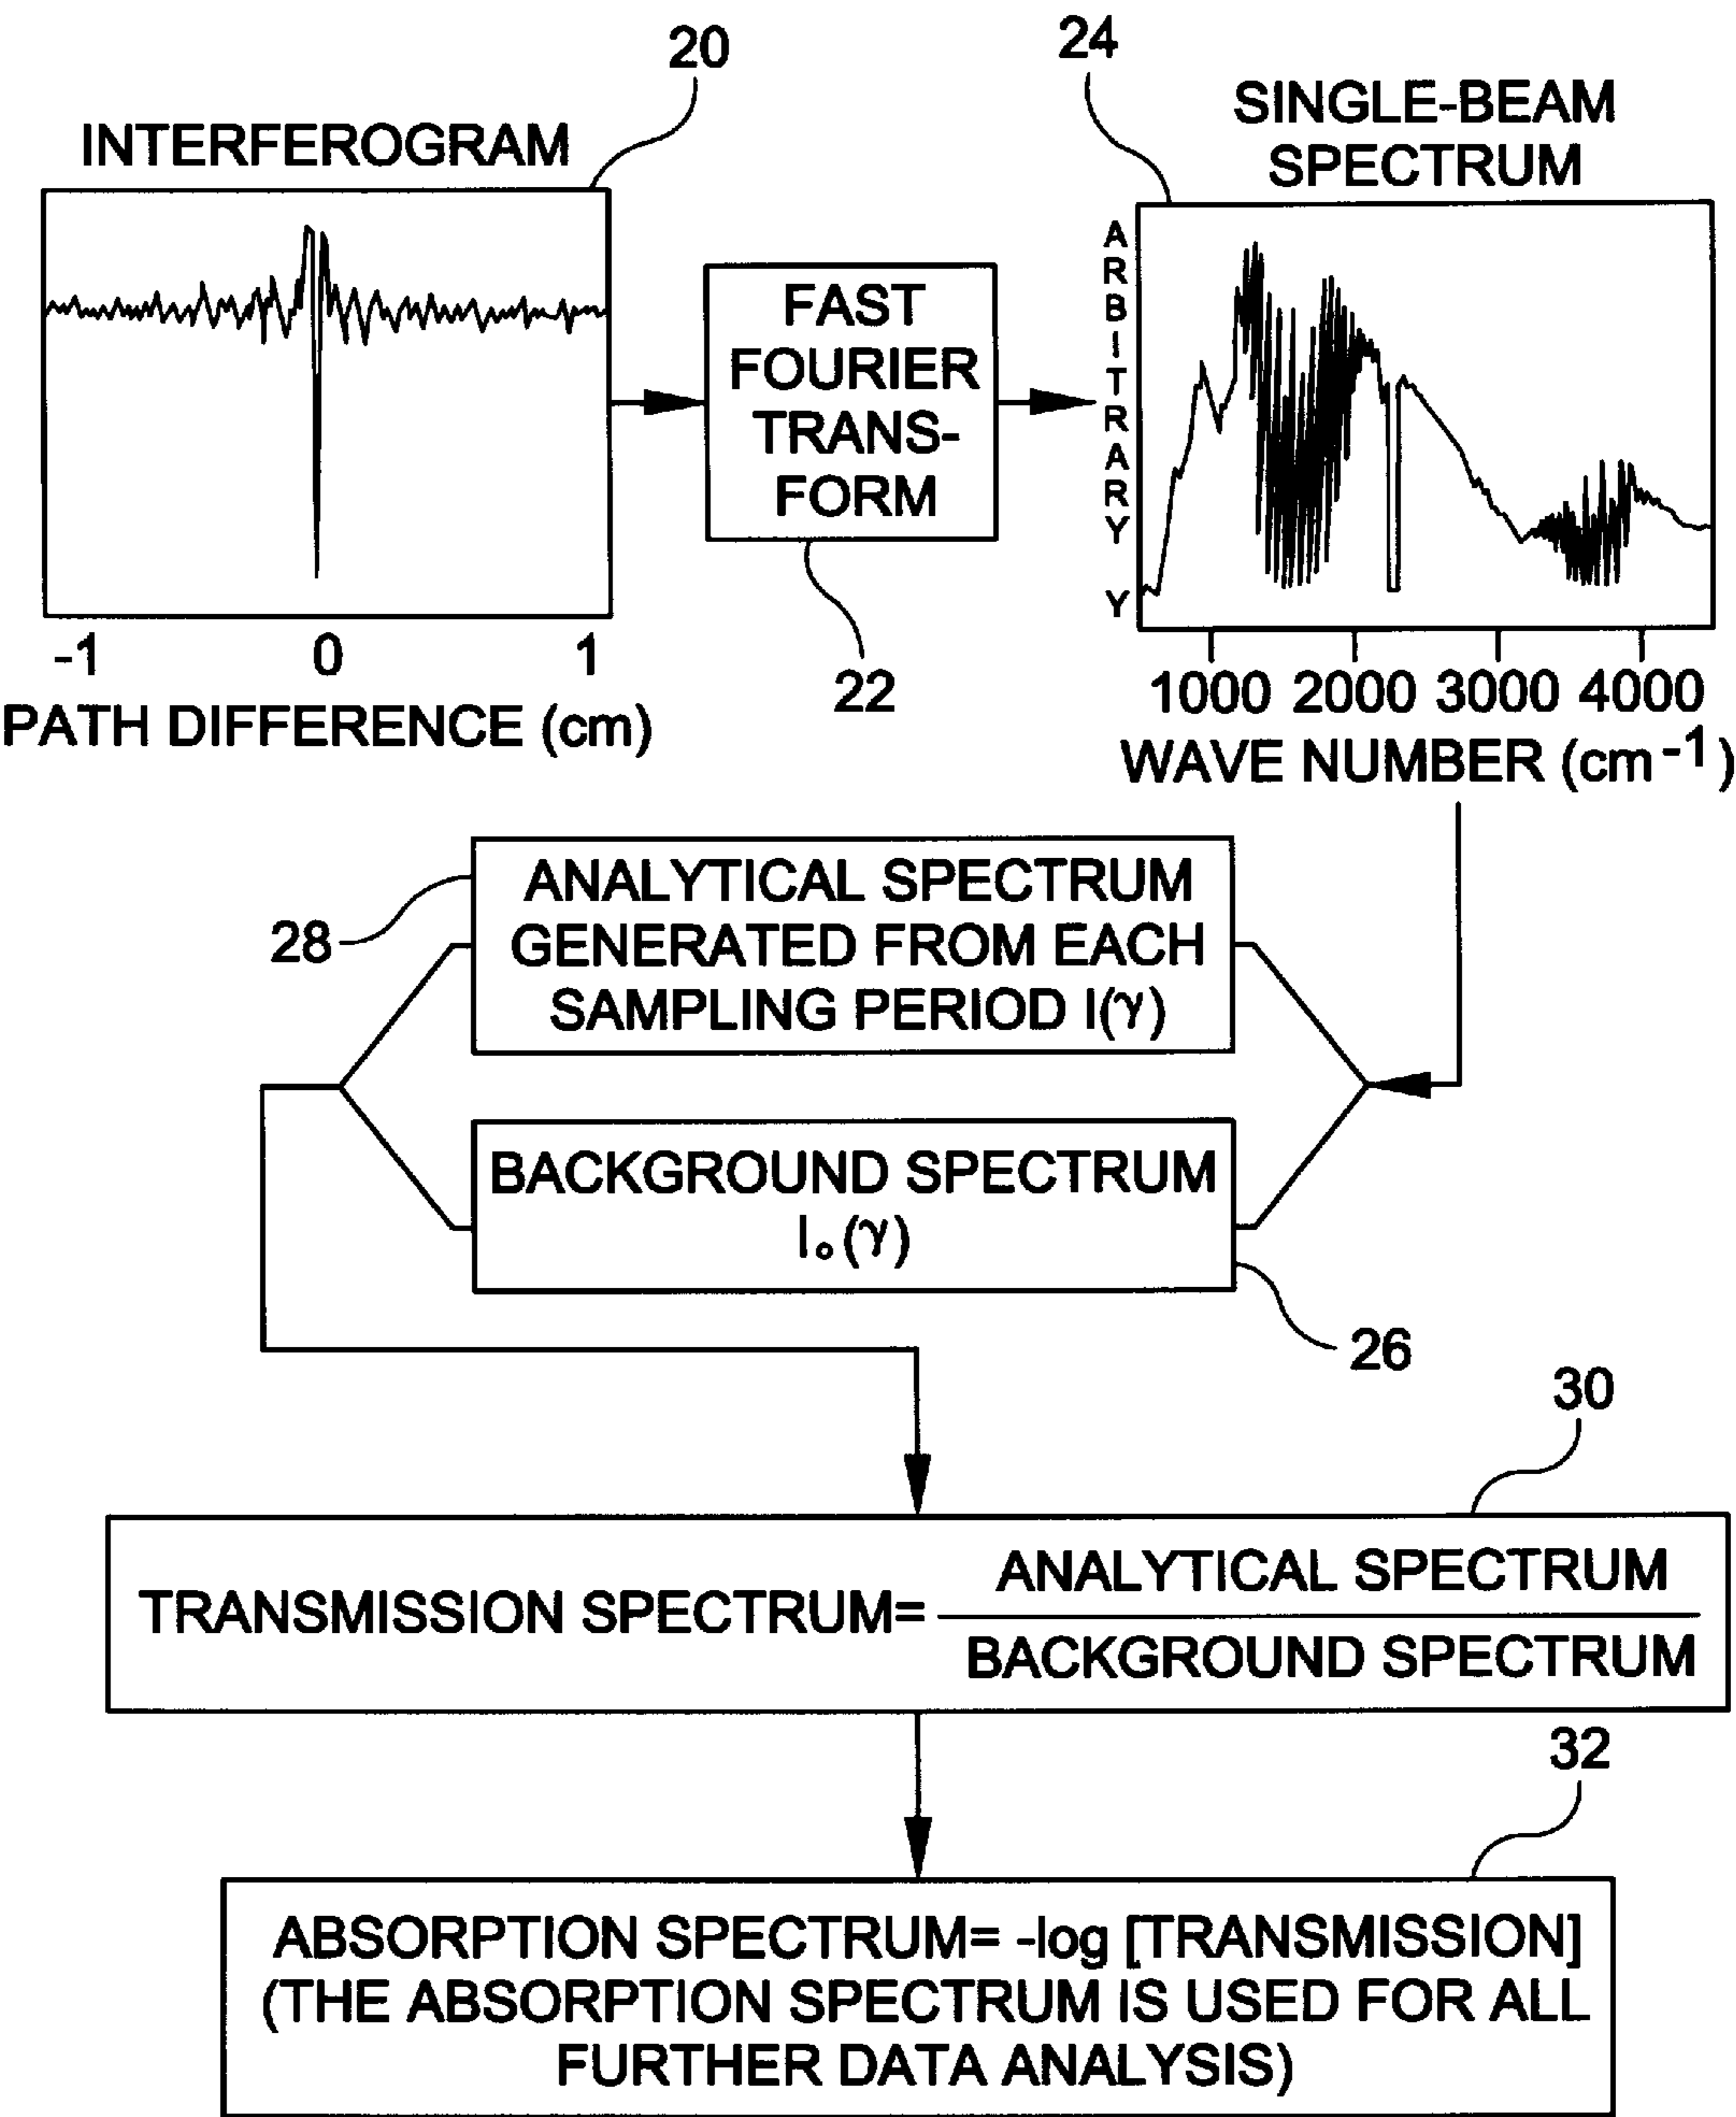 20
INTERFEROGRAM
-1 0 1
PATH DIFFERENCE (cm)
FAST
FOURIER
TRANS-
FORM
22
24
SINGLE-BEAM
SPECTRUM
ARBITRARY Y
1000 2000 3000 4000
WAVE NUMBER (cm-1)
28
ANALYTICAL SPECTRUM
GENERATED FROM EACH
SAMPLING PERIOD I(γ)
BACKGROUND SPECTRUM
I₀(γ)
26
30
TRANSMISSION SPECTRUM=
ANALYTICAL SPECTRUM
BACKGROUND SPECTRUM
32
ABSORPTION SPECTRUM= -log [TRANSMISSION]
(THE ABSORPTION SPECTRUM IS USED FOR ALL
FURTHER DATA ANALYSIS)